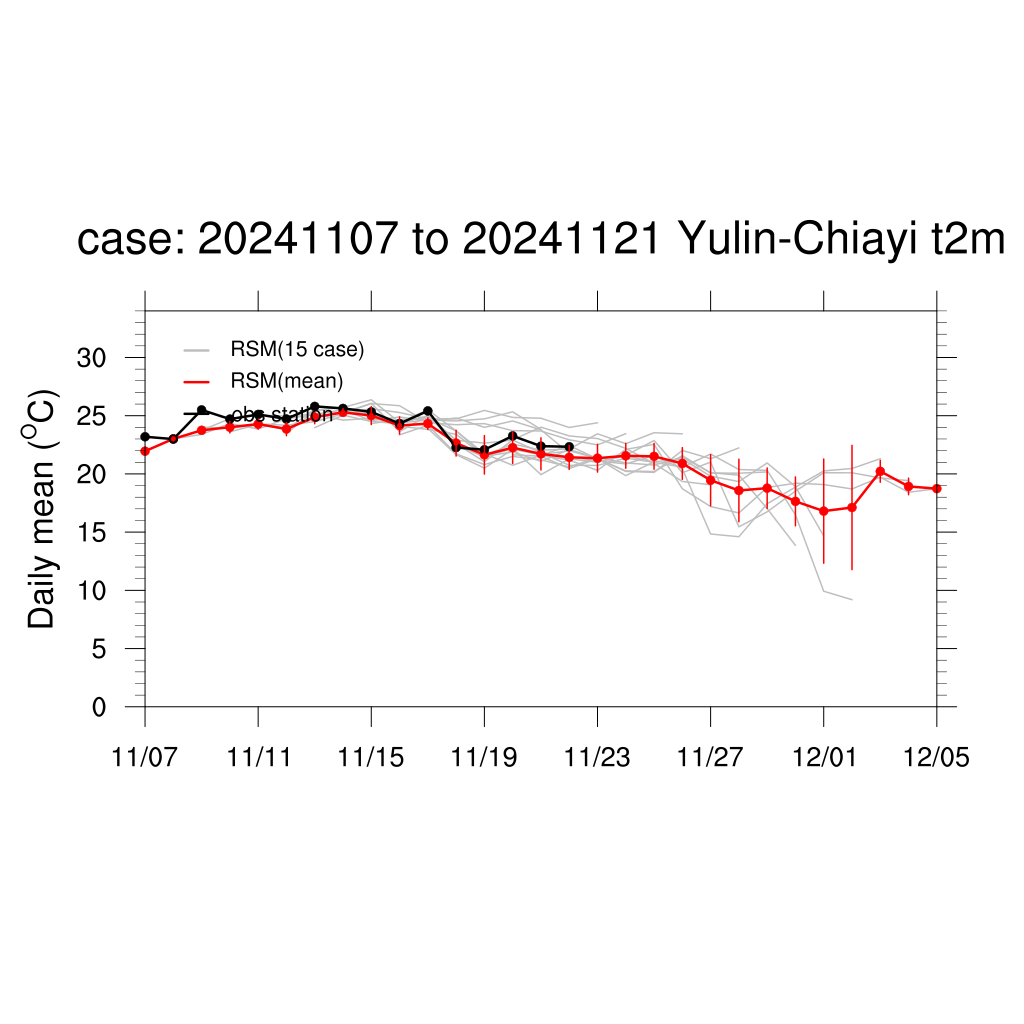 case: 20241107 to 20241121 Yulin-Chiayi t2m
RSM(15 case)
RSM(mean)
obs station
Daily mean (°C)
30
25
20
15
10
5
0
11/07 11/11 11/15 11/19 11/23 11/27 12/01 12/05